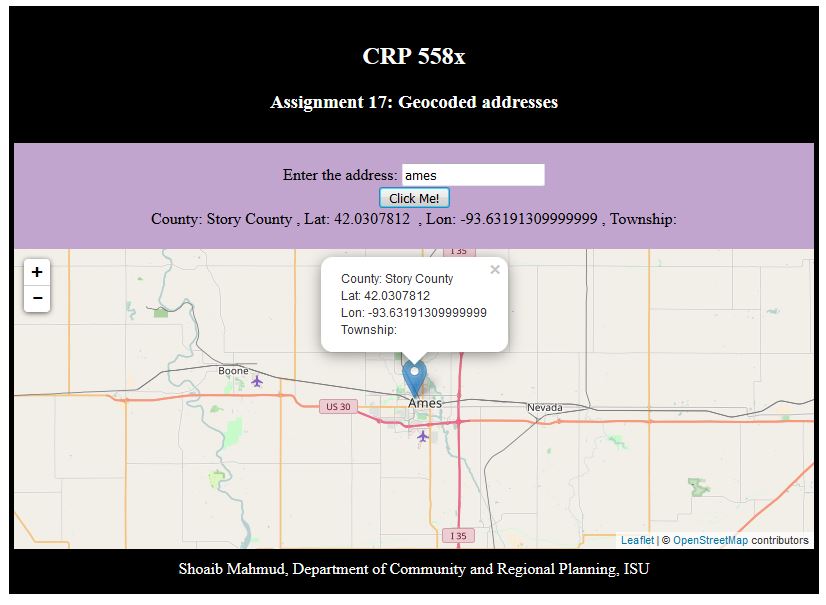 CRP 558x
Assignment 17: Geocoded addresses
Enter the address: ames
Click Me!
County: Story County , Lat: 42.0307812 , Lon: -93.63191309999999 , Township:
+
−
I 35
×
County: Story County
Lat: 42.0307812
Lon: -93.63191309999999
Township:
Boone
US 30
Ames
Nevada
I 35
Leaflet | © OpenStreetMap contributors
Shoaib Mahmud, Department of Community and Regional Planning, ISU